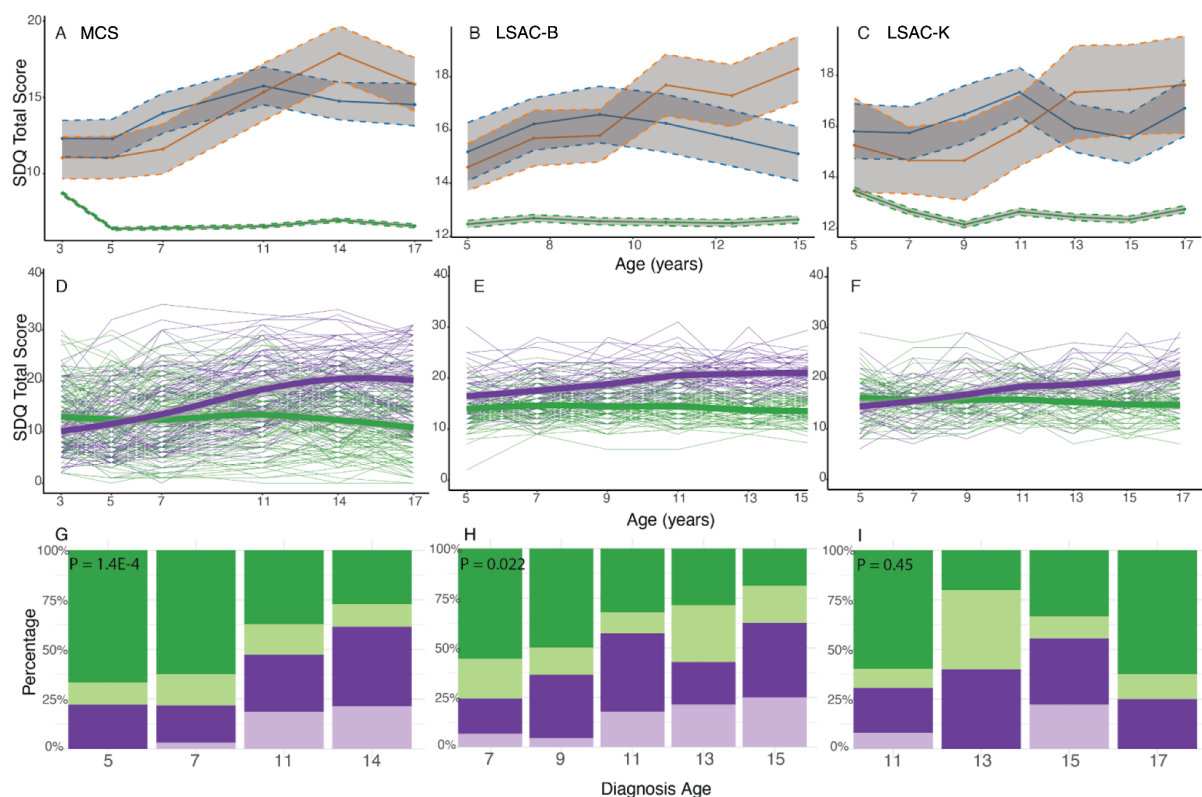 A MCS
B LSAC-B
C LSAC-K
SDQ Total Score
20
15
10
3 5 7 11 14 17
18
16
14
12
5 8 10 12 15
18
16
14
12
5 7 9 11 13 15 17
Age (years)
D
E
F
SDQ Total Score
40
30
20
10
0
3 5 7 11 14 17
40
30
20
10
0
5 7 9 11 13 15
40
30
20
10
0
5 7 9 11 13 15 17
Age (years)
G
H
I
Percentage
100%
P = 1.4E-4
75%
50%
25%
0%
5 7 11 14
100%
P = 0.022
75%
50%
25%
0%
7 9 11 13 15
100%
P = 0.45
75%
50%
25%
0%
11 13 15 17
Diagnosis Age